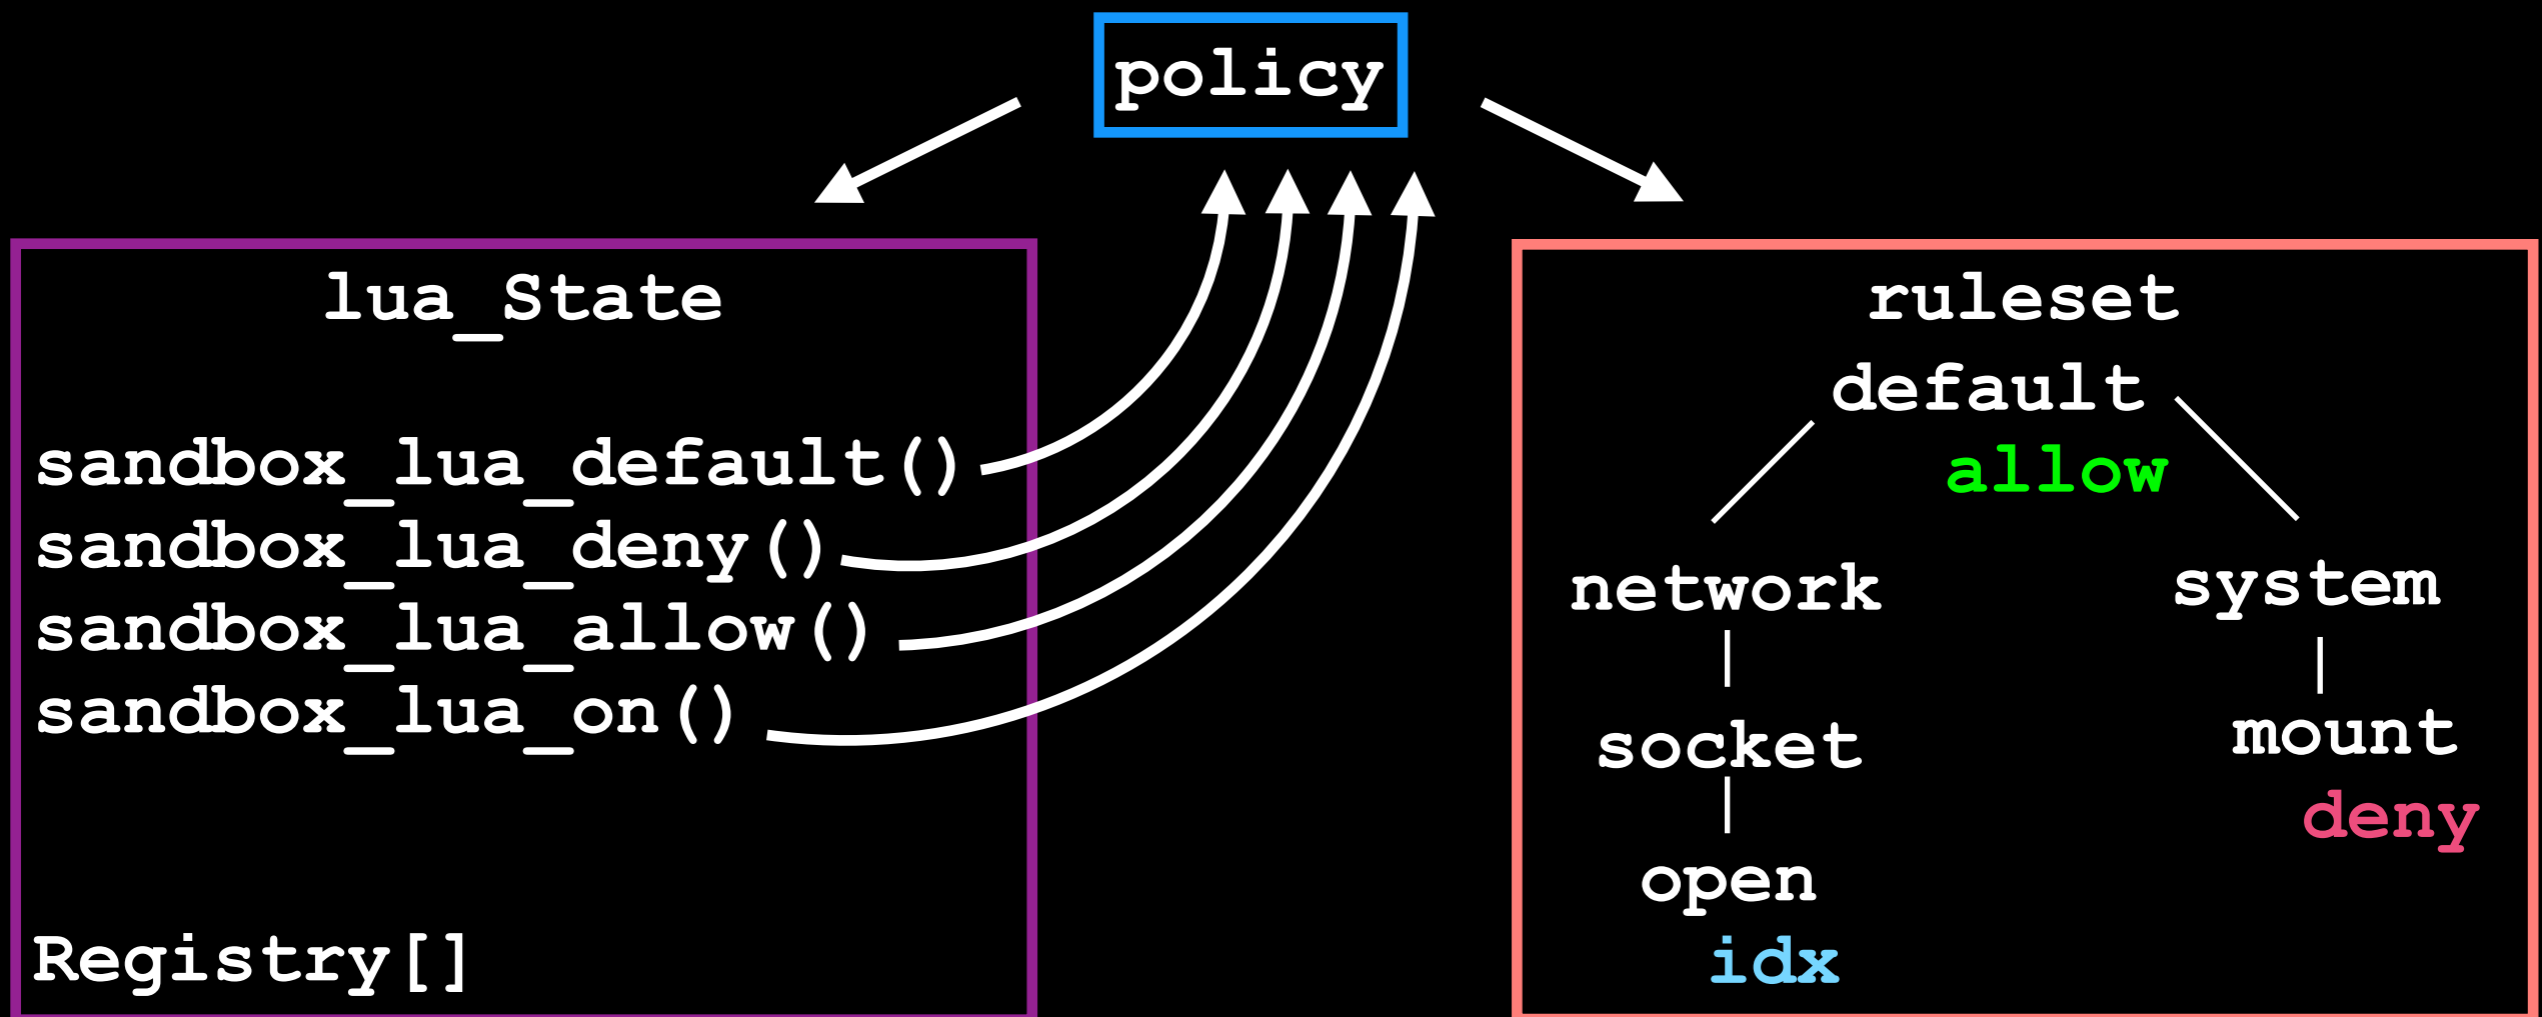 policy
lua_State
sandbox_lua_default()
sandbox_lua_deny()
sandbox_lua_allow()
sandbox_lua_on()
Registry[]
ruleset
default
allow
network
system
socket
mount
deny
open
idx